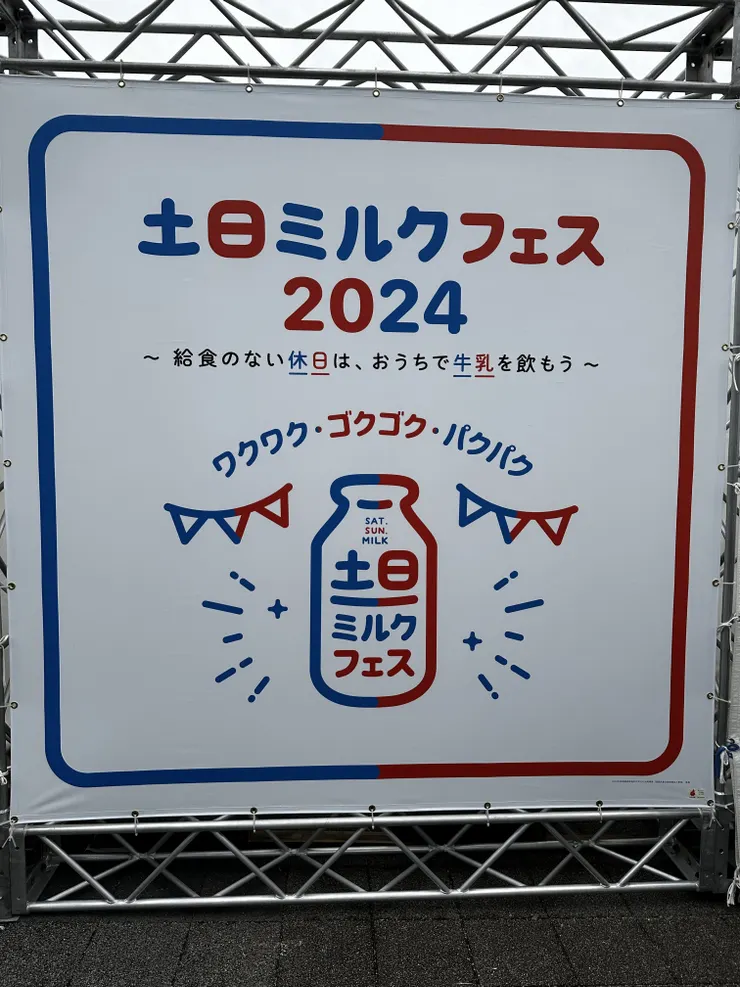 土日ミルクフェス
2024
～ 給食のない休日は、おうちで牛乳を飲もう ～
ワクワク・ゴクゴク・パクパク
SAT.
SUN.
MILK
土日
ミルク
フェス